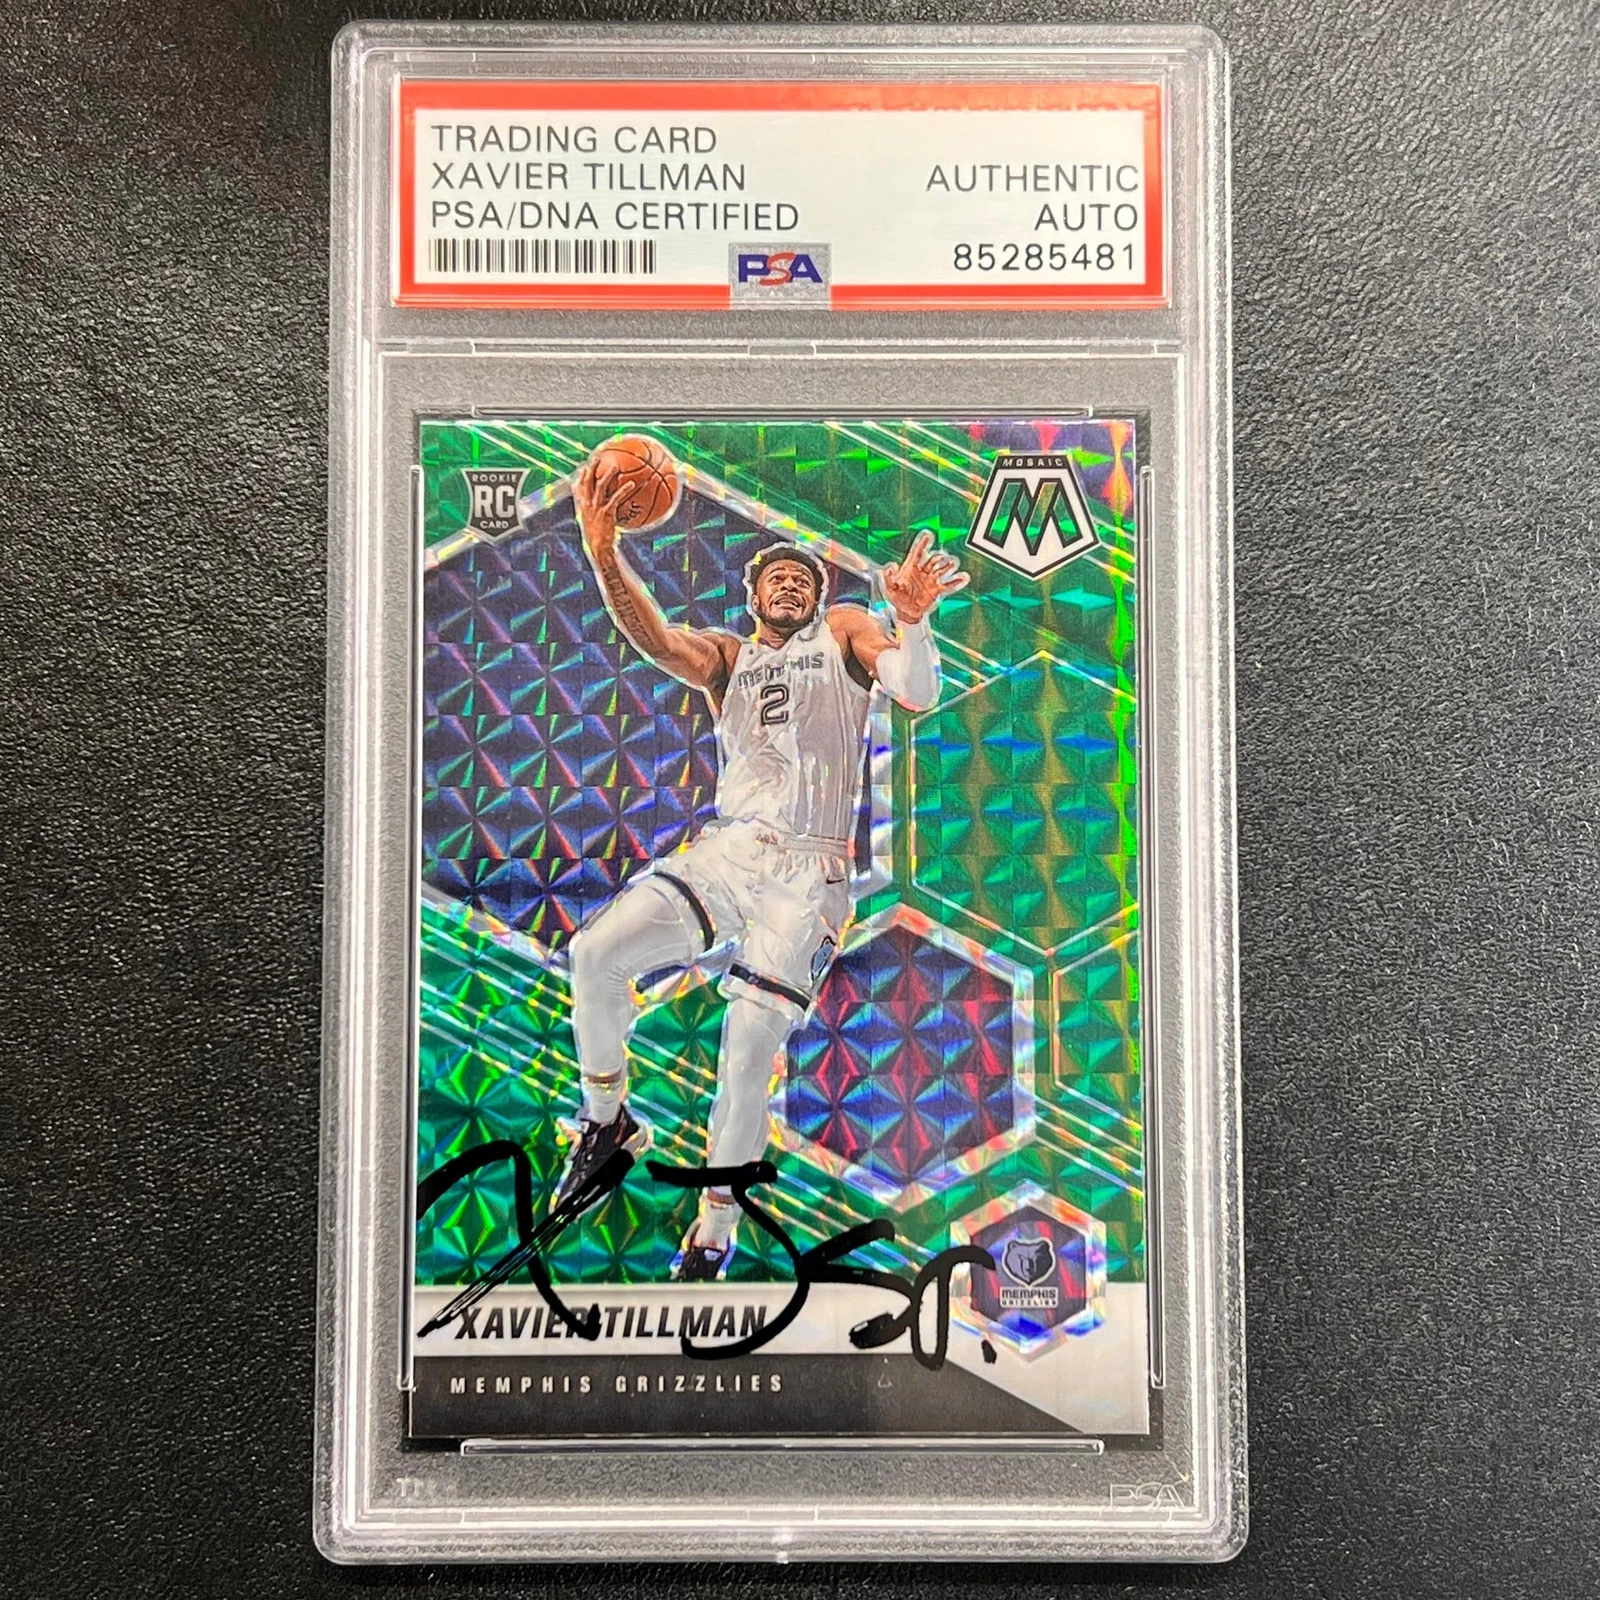 TRADING CARD
XAVIER TILLMAN
PSA/DNA CERTIFIED
AUTHENTIC
AUTO
85285481
PSA
ROOKIE
RC
CARD
MOSAIC
M
MEMPHIS
2
MEMPHIS
GRIZZLIES
XAVIER TILLMAN
MEMPHIS GRIZZLIES
PSA